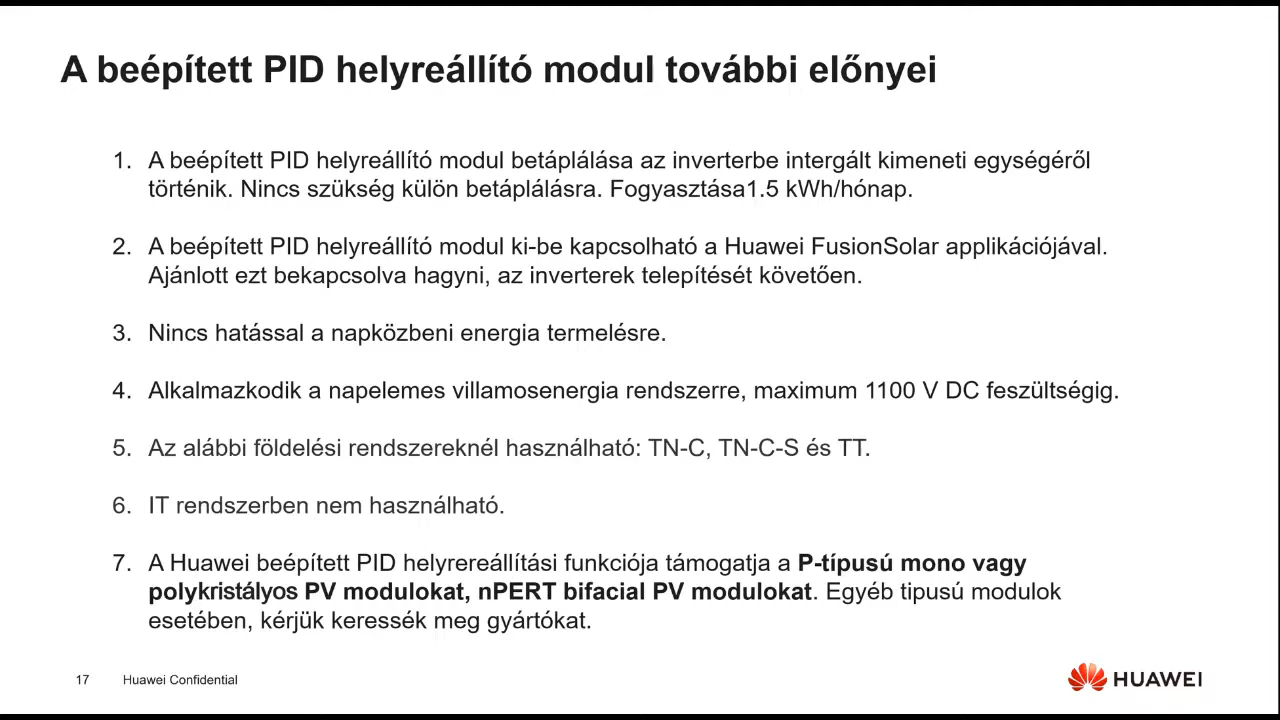 A beépített PID helyreállító modul további előnyei
1. A beépített PID helyreállító modul betáplálása az inverterbe intergált kimeneti egységéről
történik. Nincs szükség külön betáplálásra. Fogyasztása1.5 kWh/hónap.
2. A beépített PID helyreállító modul ki-be kapcsolható a Huawei FusionSolar applikációjával.
Ajánlott ezt bekapcsolva hagyni, az inverterek telepítését követően.
3. Nincs hatással a napközbeni energia termelésre.
4. Alkalmazkodik a napelemes villamosenergia rendszerre, maximum 1100 V DC feszültségig.
5. Az alábbi földelési rendszereknél használható: TN-C, TN-C-S és TT.
6. IT rendszerben nem használható.
7. A Huawei beépített PID helyrereállítási funkciója támogatja a P-típusú mono vagy
polykristályos PV modulokat, nPERT bifacial PV modulokat. Egyéb tipusú modulok
esetében, kérjük keressék meg gyártókat.
17 Huawei Confidential
HUAWEI